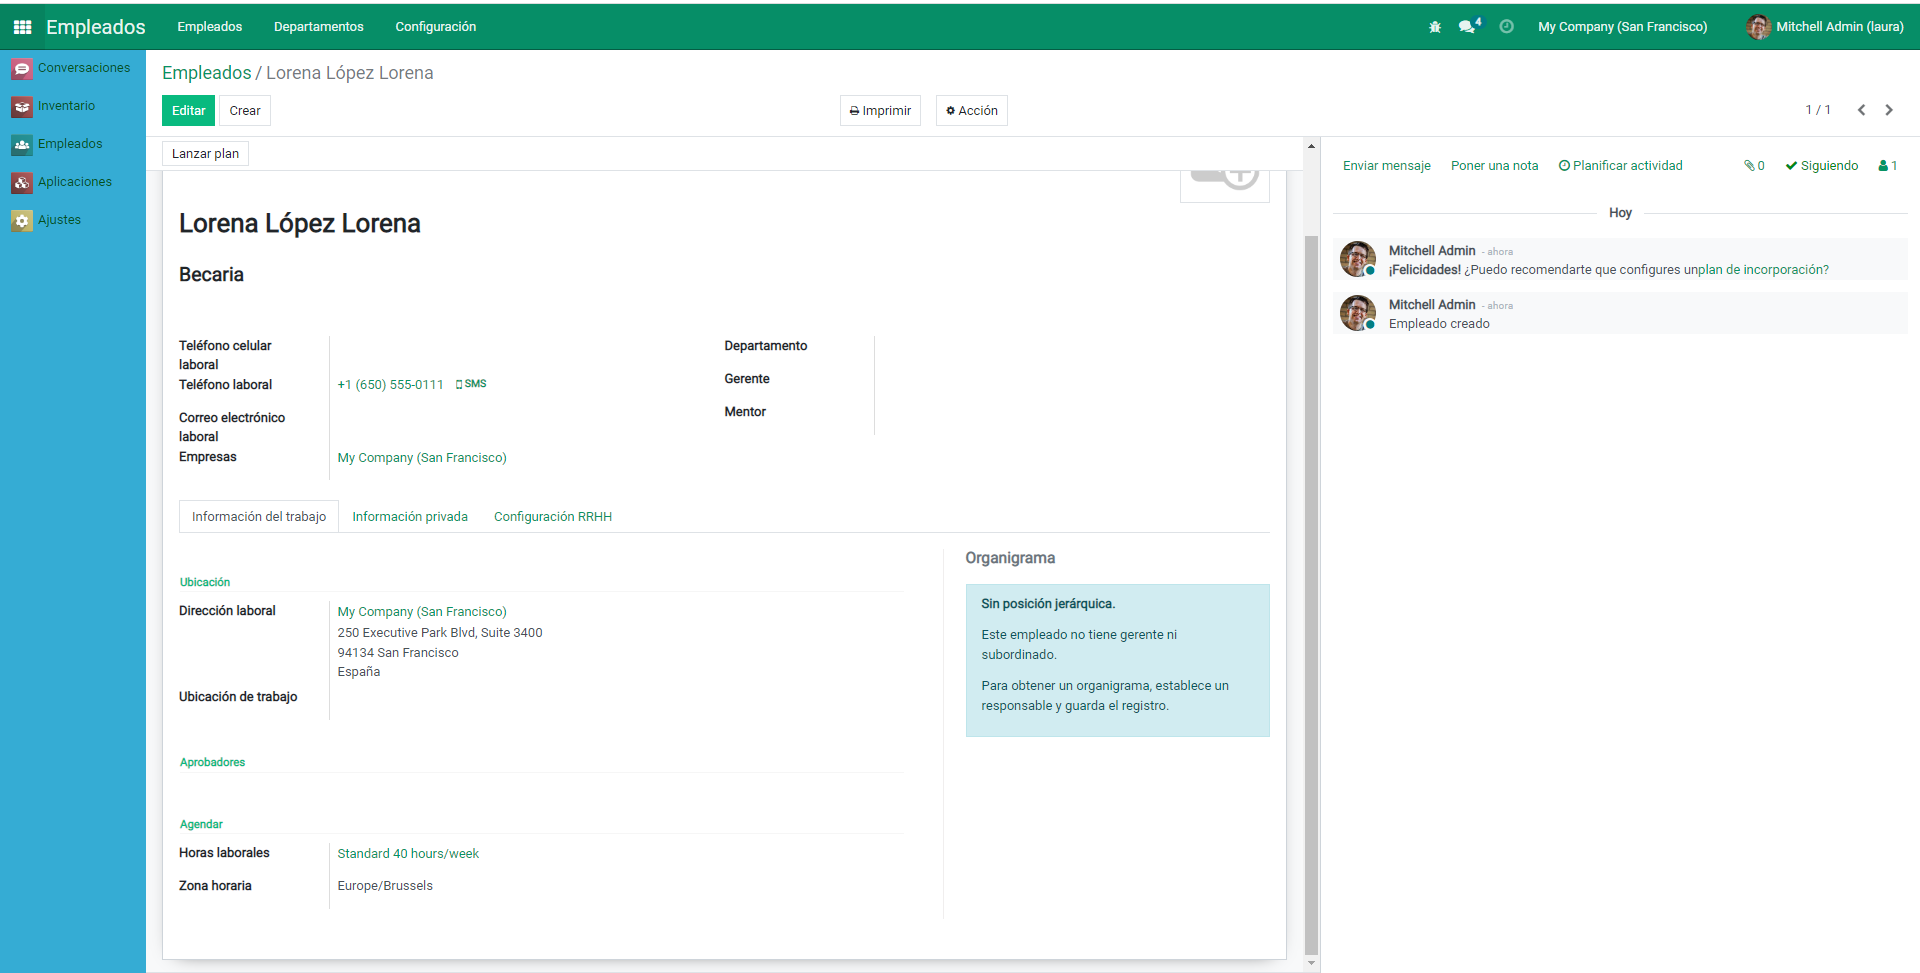 Empleados Empleados Departamentos Configuración 4 My Company (San Francisco) Mitchell Admin (laura)
Conversaciones
Inventario
Empleados
Aplicaciones
Ajustes
Empleados / Lorena López Lorena
Editar Crear Imprimir Acción 1 / 1
Lanzar plan
Lorena López Lorena
Becaria
Teléfono celular laboral
Teléfono laboral +1 (650) 555-0111 SMS
Correo electrónico laboral
Empresas My Company (San Francisco)
Departamento
Gerente
Mentor
Información del trabajo Información privada Configuración RRHH
Ubicación
Dirección laboral My Company (San Francisco)
250 Executive Park Blvd, Suite 3400
94134 San Francisco
España
Ubicación de trabajo
Aprobadores
Agendar
Horas laborales Standard 40 hours/week
Zona horaria Europe/Brussels
Organigrama
Sin posición jerárquica.
Este empleado no tiene gerente ni
subordinado.
Para obtener un organigrama, establece un
responsable y guarda el registro.
Enviar mensaje Poner una nota Planificar actividad 0 Siguiendo 1
Hoy
Mitchell Admin - ahora
¡Felicidades! ¿Puedo recomendarte que configures unplan de incorporación?
Mitchell Admin - ahora
Empleado creado